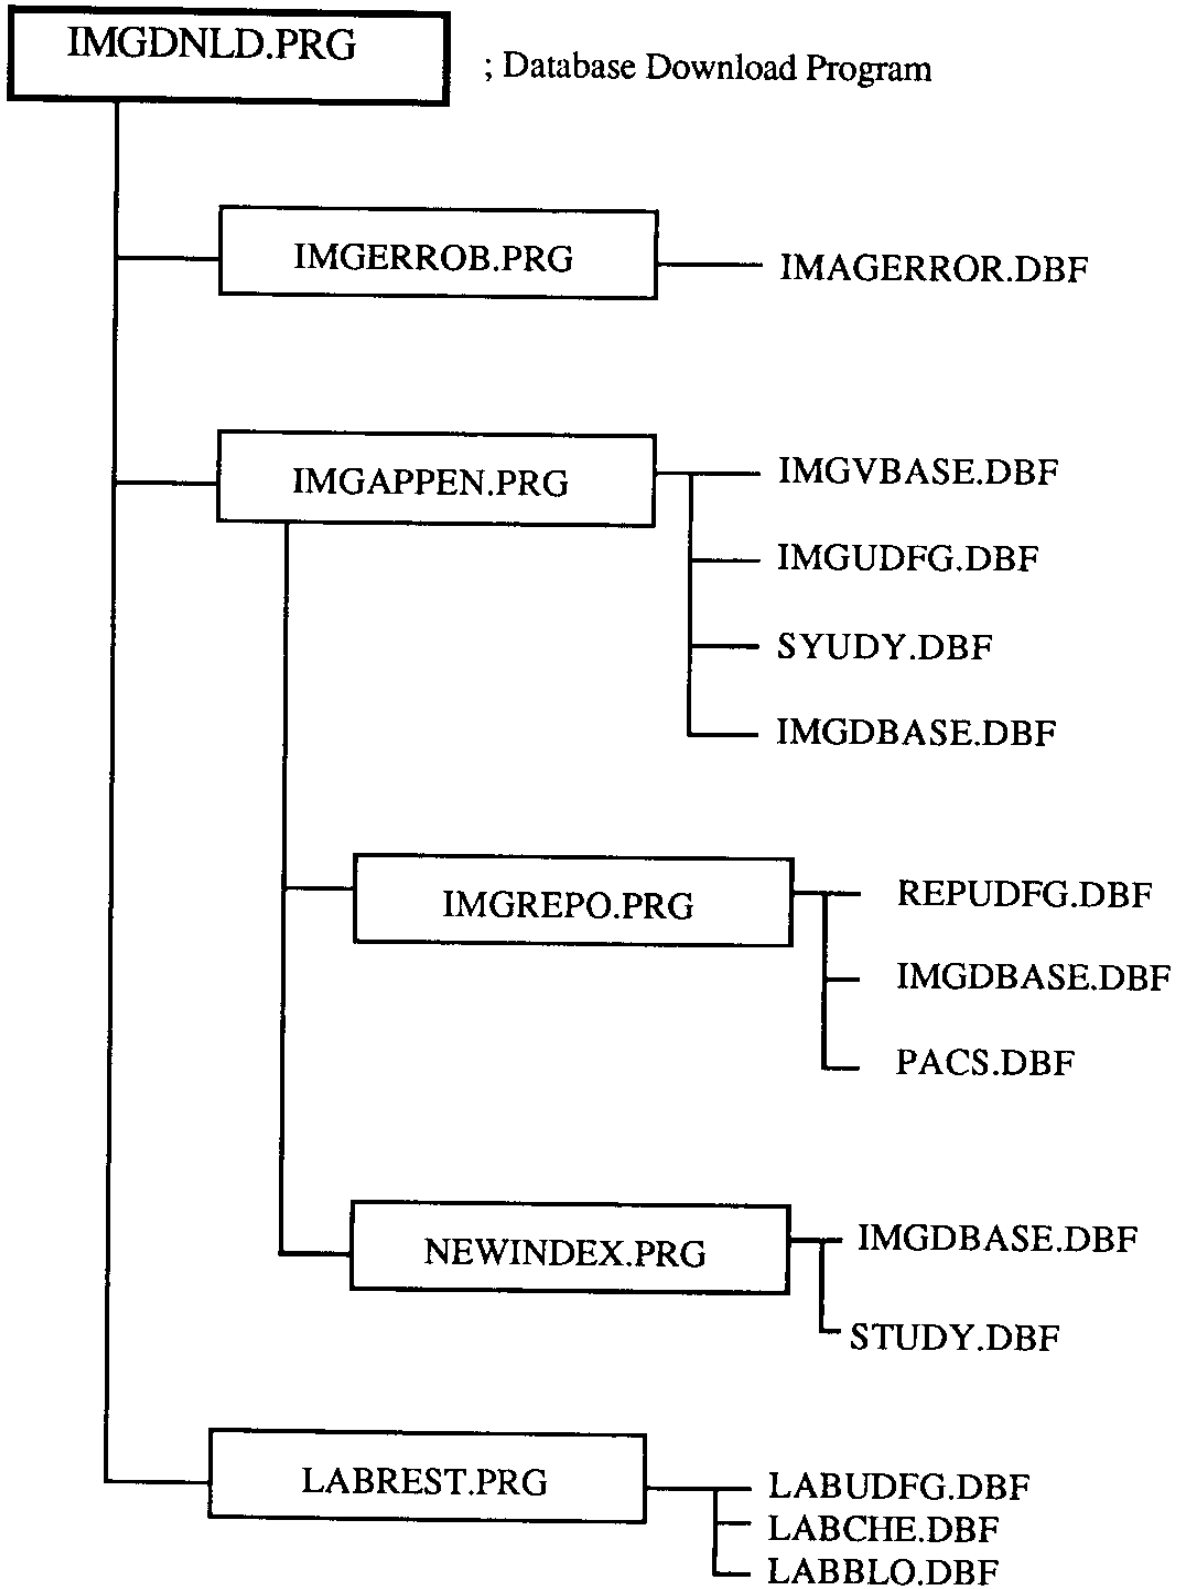 IMGDNLD.PRG ; Database Download Program
IMGERROB.PRG IMAGERROR.DBF
IMGAPPEN.PRG IMGVBASE.DBF
IMGUDFG.DBF
SYUDY.DBF
IMGDBASE.DBF
IMGREPO.PRG REPUDFG.DBF
IMGDBASE.DBF
PACS.DBF
NEWINDEX.PRG IMGDBASE.DBF
STUDY.DBF
LABREST.PRG LABUDFG.DBF
LABCHE.DBF
LABBLO.DBF